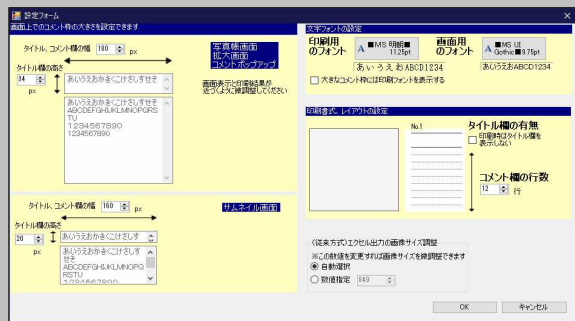 設定フォーム
画面上でのコメント枠の大きさを設定できます
タイトル、コメント欄の幅 180 px
写真帳画面
拡大画面
コメントポップアップ
タイトル欄の高さ
34
px
あいうえおかきくけこさしすせそ
画面表示と印刷結果が
近づくように微調整してください
あいうえおかきくけこさしすせそ
ABCDEFGHIJKLMNOPQRS
TU
1234567890
1234567890
タイトル、コメント欄の幅 160 px
サムネイル画面
タイトル欄の高さ
20
px
あいうえおかきくけこさしす
あいうえおかきくけこさしす
せそ
ABCDEFGHIJKLMNOPQ
RSTU
1234567890
文字フォントの設定
印刷用
のフォント
A ■MS 明朝■
11.25pt
画面用
のフォント
A ■MS UI
Gothic■9.75pt
あいうえおABCD1234
あいうえおABCD1234
大きなコメント枠には印刷フォントを表示する
印刷書式、レイアウトの設定
No.1
タイトル欄の有無
印刷時はタイトル欄を
表示しない
コメント欄の行数
12 行
(従来方式)エクセル出力の画像サイズ調整
※この数値を変更すれば画像サイズを微調整できます
自動選択
数値指定 849
OK
キャンセル